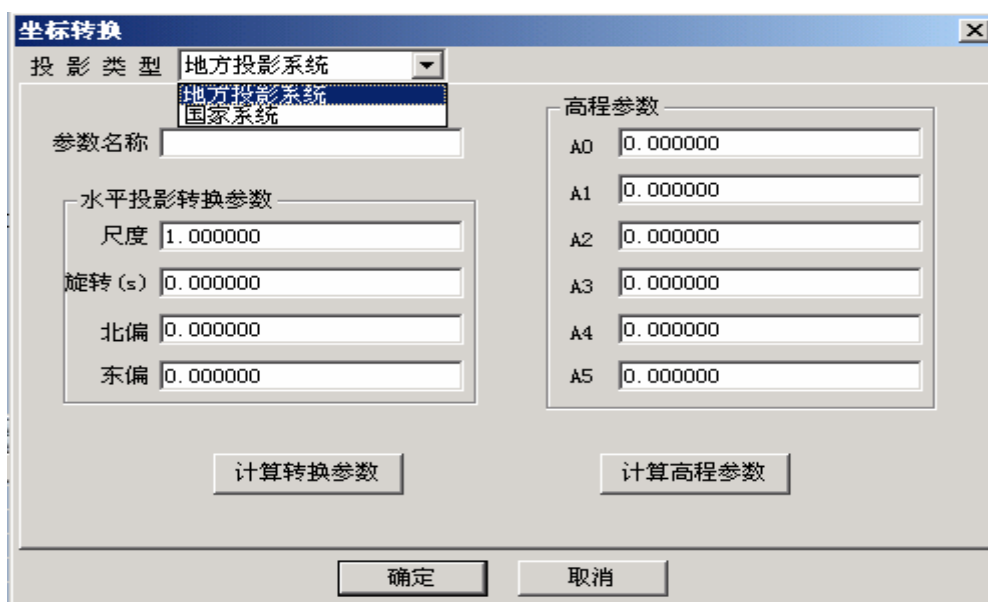 坐标转换
投 影 类 型 地方投影系统
地方投影系统
国家系统
参数名称
水平投影转换参数
尺度 1.000000
旋转(s) 0.000000
北偏 0.000000
东偏 0.000000
高程参数
A0 0.000000
A1 0.000000
A2 0.000000
A3 0.000000
A4 0.000000
A5 0.000000
计算转换参数
计算高程参数
确定
取消